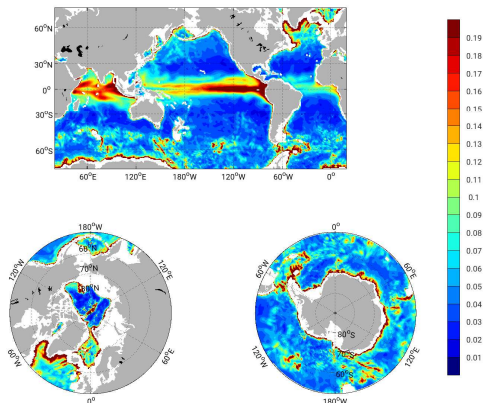 60°N
30°N
0°
30°S
60°S
60°E
120°E
180°W
120°W
60°W
0°
0.19
0.18
0.17
0.16
0.15
0.14
0.13
0.12
0.11
0.1
0.09
0.08
0.07
0.06
0.05
0.04
0.03
0.02
0.01
180°W
120°W
120°E
60°N
70°N
80°N
60°W
60°E
0°
0°
60°W
60°E
80°S
70°S
60°S
120°W
120°E
180°W